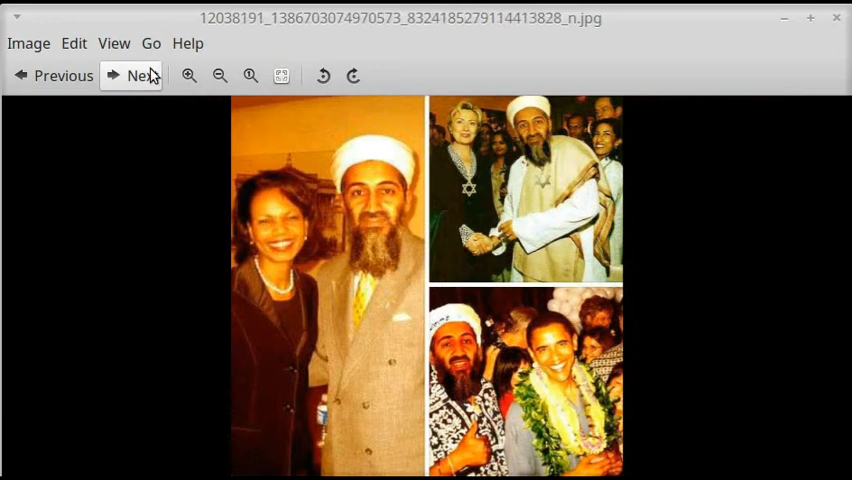 12038191_1386703074970573_8324185279114413828_n.jpg
Image Edit View Go Help
Previous Next